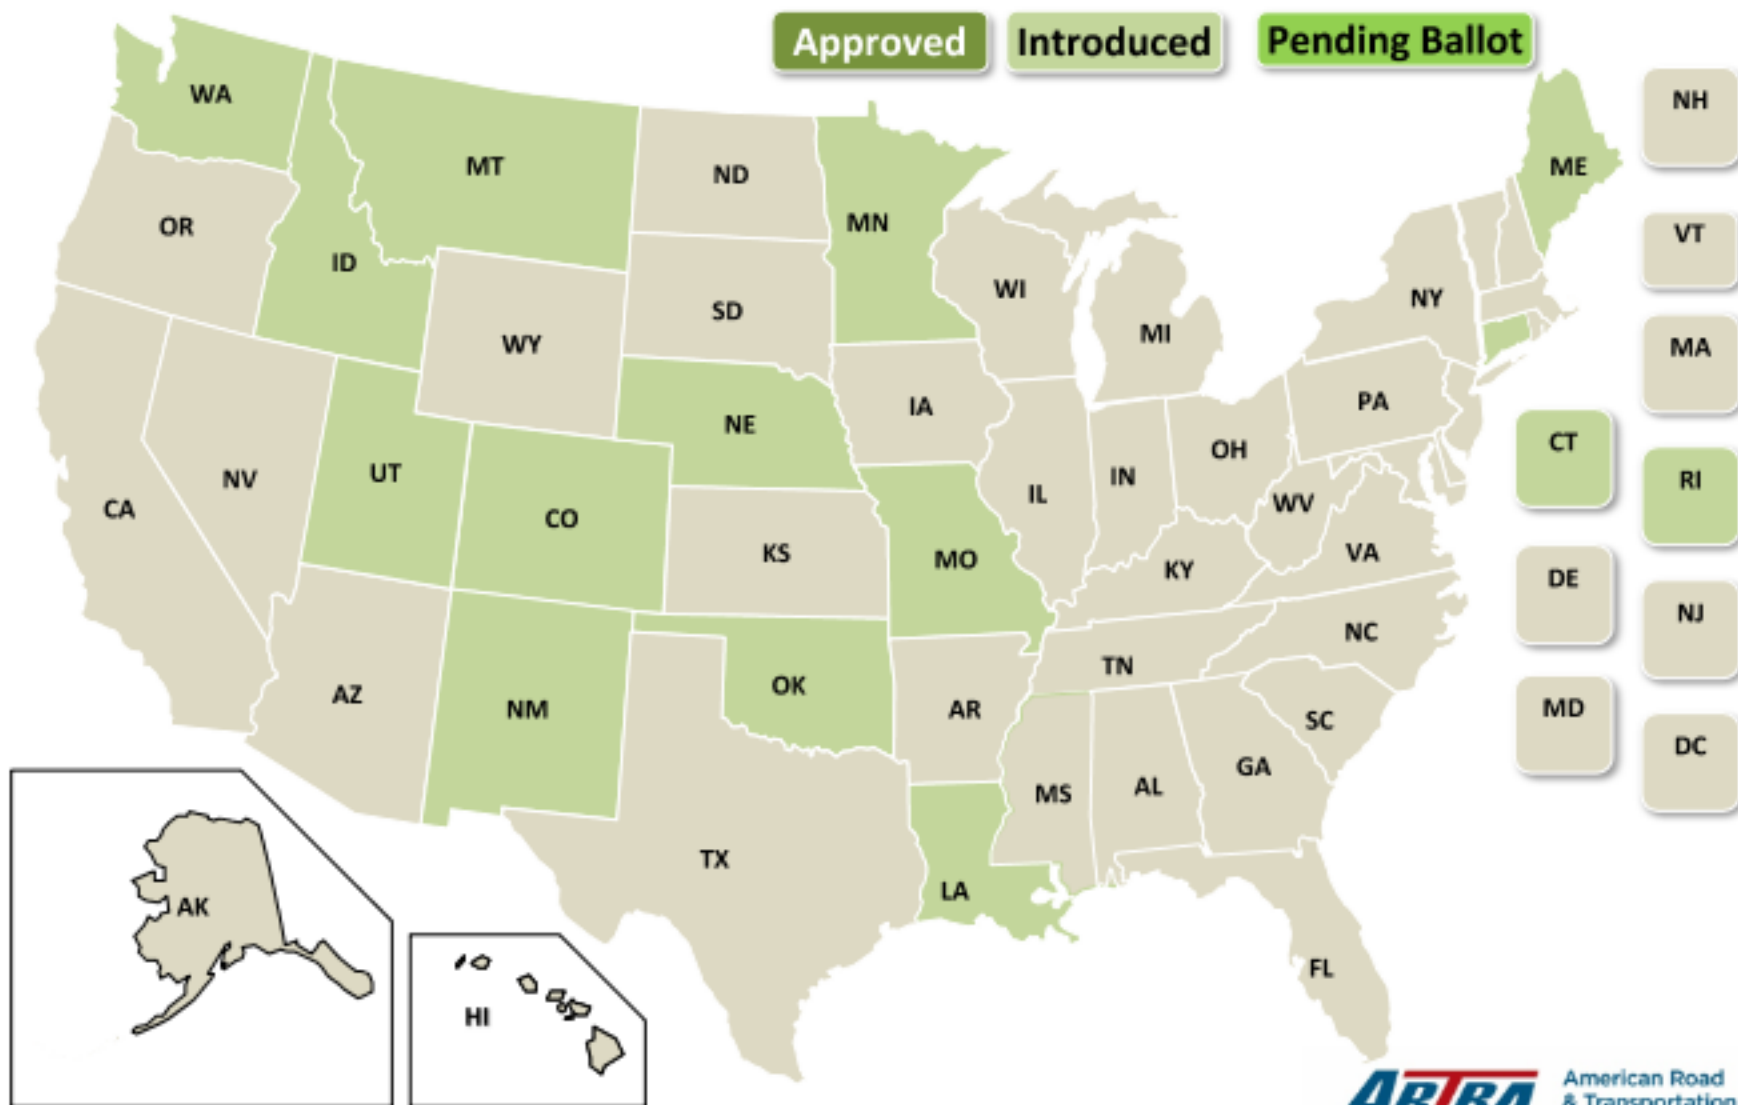 Approved Introduced Pending Ballot
WA
MT
ND
MN
ME
NH
OR
ID
SD
WI
MI
NY
VT
WY
MA
NE
IA
PA
CT
UT
NV
CO
IL
IN
OH
WV
RI
CA
KS
MO
KY
VA
DE
NJ
NC
TN
AZ
NM
OK
AR
SC
MD
DC
MS
AL
GA
TX
LA
FL
AK
HI
ARTBA
American Road
& Transportation